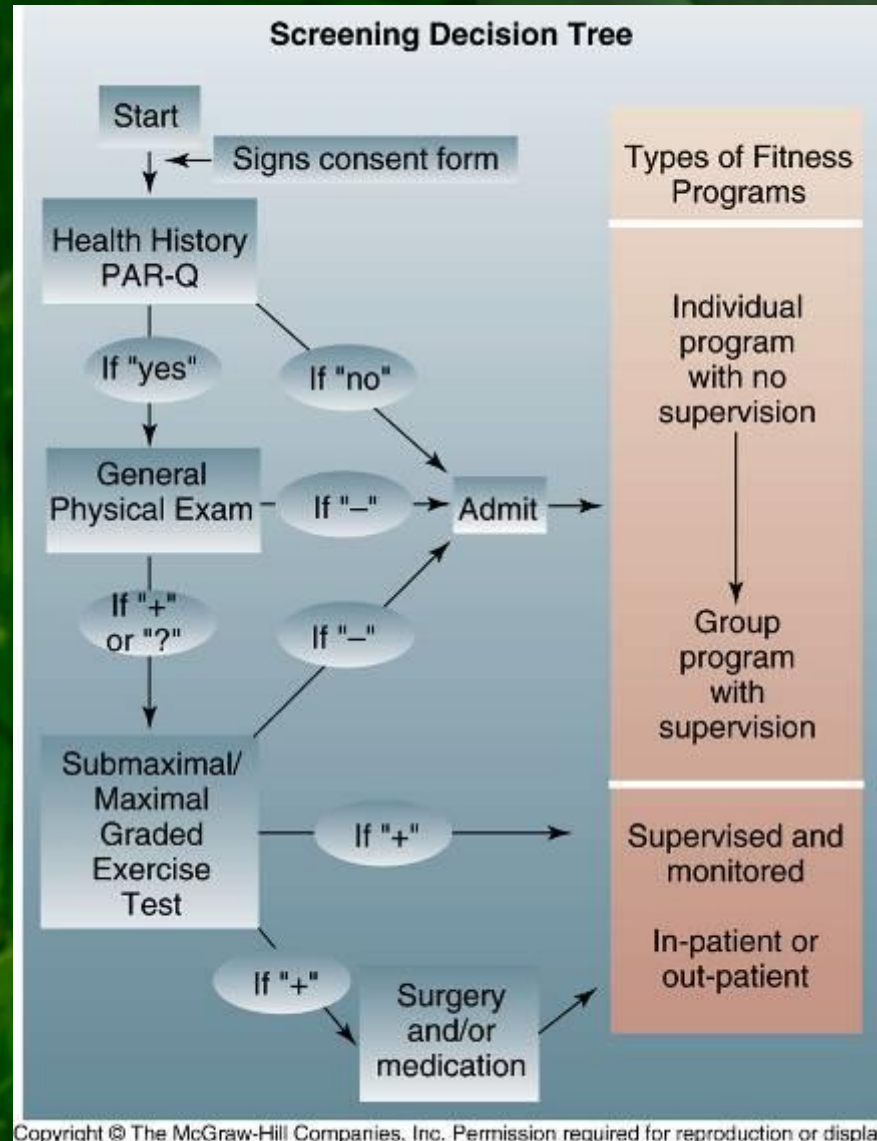 Screening Decision Tree
Start
Signs consent form
Health History
PAR-Q
If "yes"
If "no"
General
Physical Exam
If "–"
Admit
If "+"
or "?"
If "–"
Submaximal/
Maximal
Graded
Exercise
Test
If "+"
If "+"
Surgery
and/or
medication
Types of Fitness
Programs
Individual
program
with no
supervision
Group
program
with
supervision
Supervised and
monitored
In-patient or
out-patient
Copyright © The McGraw-Hill Companies, Inc. Permission required for reproduction or displa